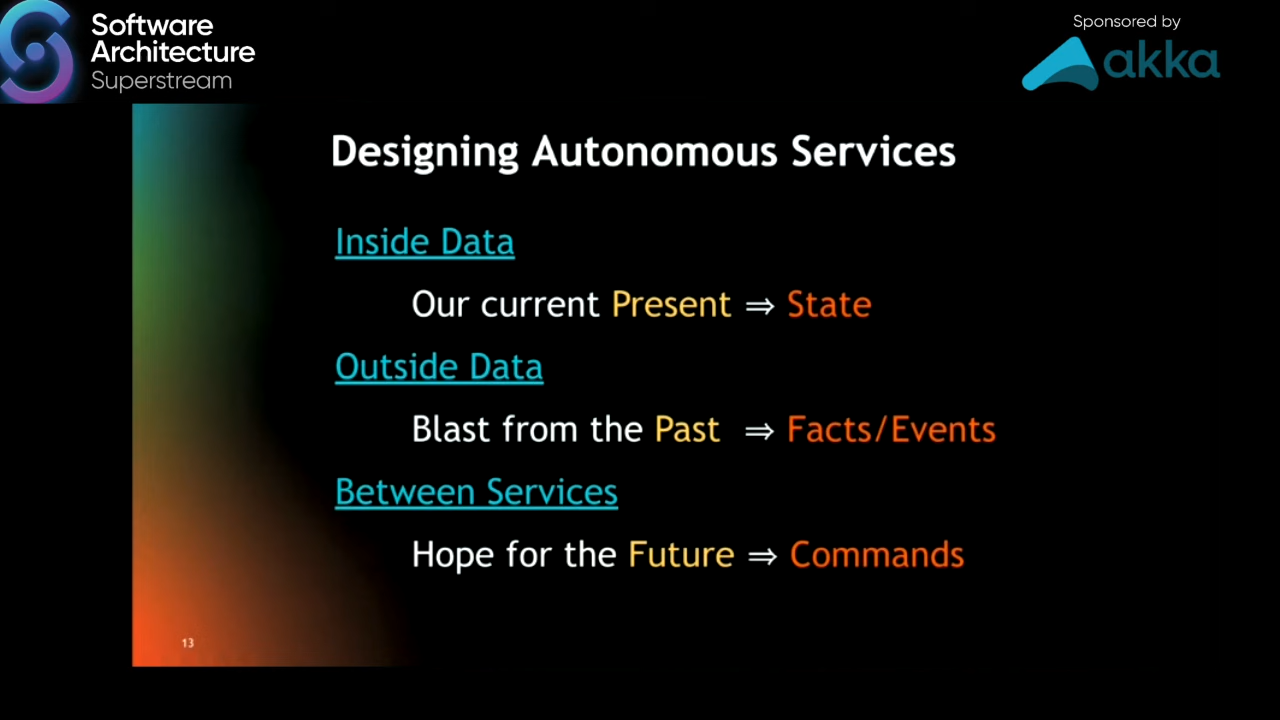 Software
Architecture
Superstream
Sponsored by
akka
Designing Autonomous Services
Inside Data
Our current Present ⇒ State
Outside Data
Blast from the Past ⇒ Facts/Events
Between Services
Hope for the Future ⇒ Commands
13